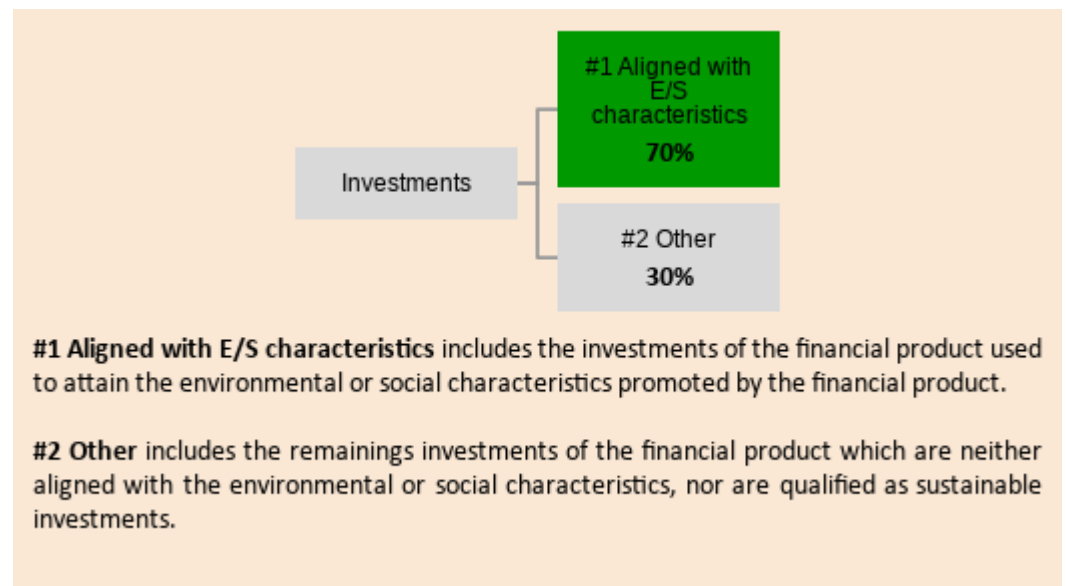 #1 Aligned with
E/S
characteristics
70%
Investments
#2 Other
30%
#1 Aligned with E/S characteristics includes the investments of the financial product used
to attain the environmental or social characteristics promoted by the financial product.
#2 Other includes the remainings investments of the financial product which are neither
aligned with the environmental or social characteristics, nor are qualified as sustainable
investments.